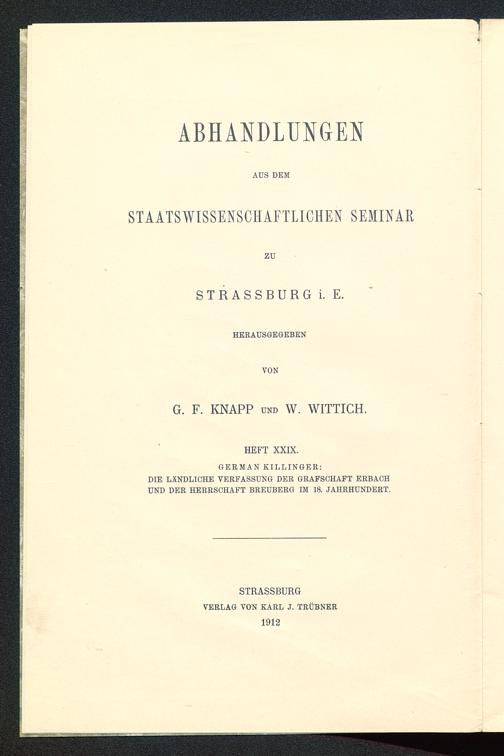 ABHANDLUNGEN
AUS DEM
STAATSWISSENSCHAFTLICHEN SEMINAR
ZU
STRASSBURG i. E.
HERAUSGEGEBEN
VON
G. F. KNAPP UND W. WITTICH.
HEFT XXIX.
GERMAN KILLINGER:
DIE LÄNDLICHE VERFASSUNG DER GRAFSCHAFT ERBACH
UND DER HERRSCHAFT BREUBERG IM 18. JAHRHUNDERT.
STRASSBURG
VERLAG VON KARL J. TRÜBNER
1912